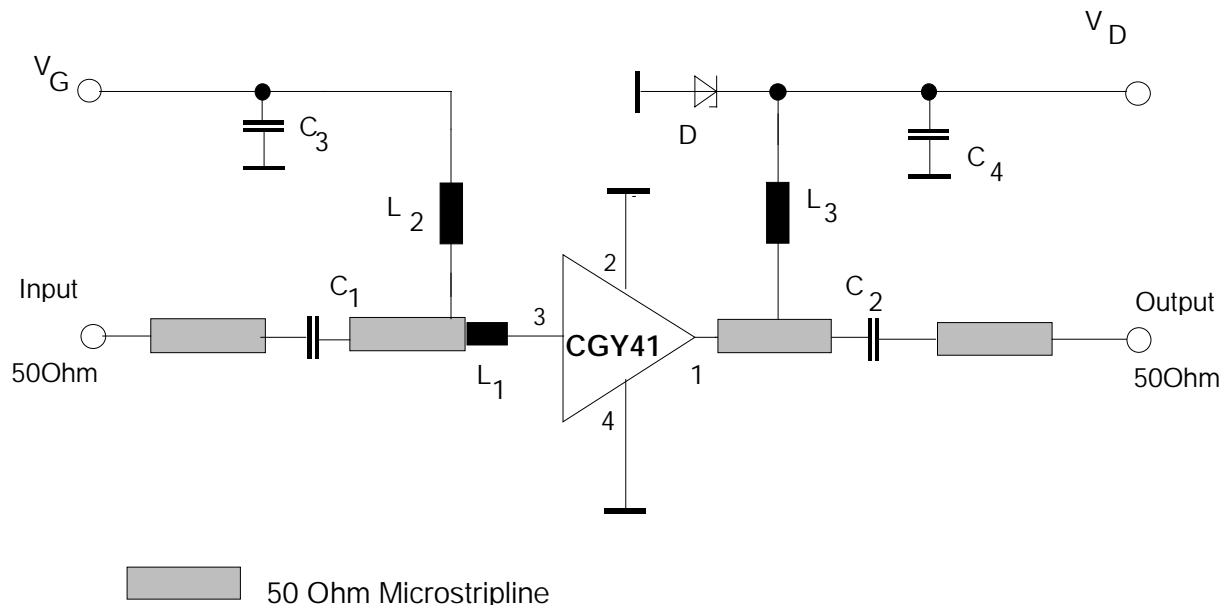 V G
V D
C 3
D
C 4
L 2
L 3
2
Input
C 1
C 2
Output
3
CGY41
50Ohm
L 1
1
50Ohm
4
50 Ohm Microstripline